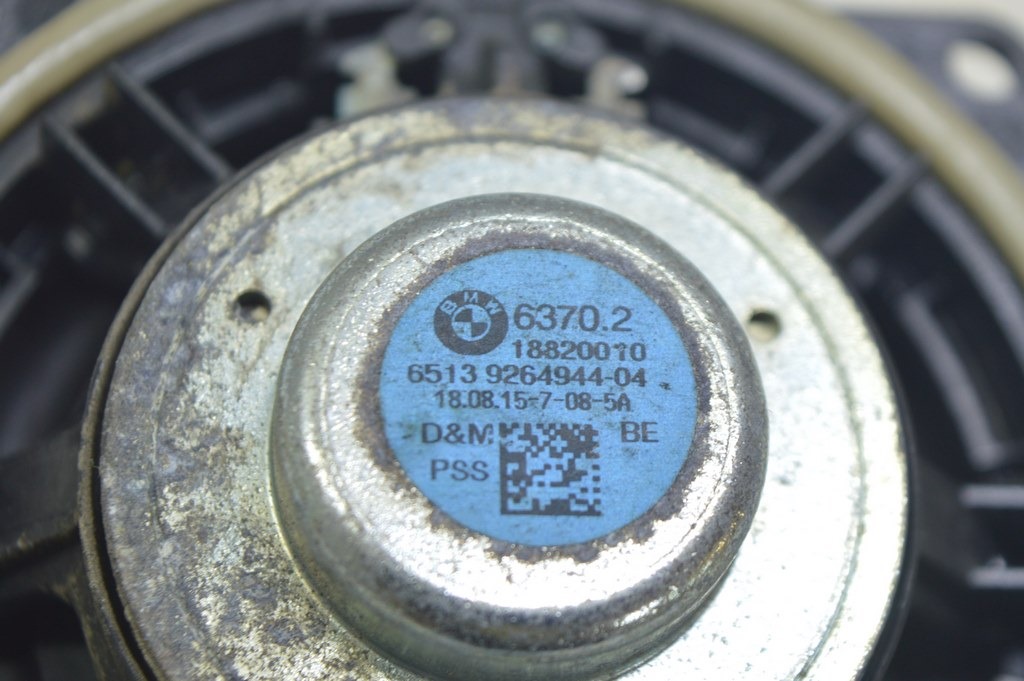 BMW 6370.2
18820010
6513 9264944-04
18.08.15-7-08-5A
D&M BE
PSS